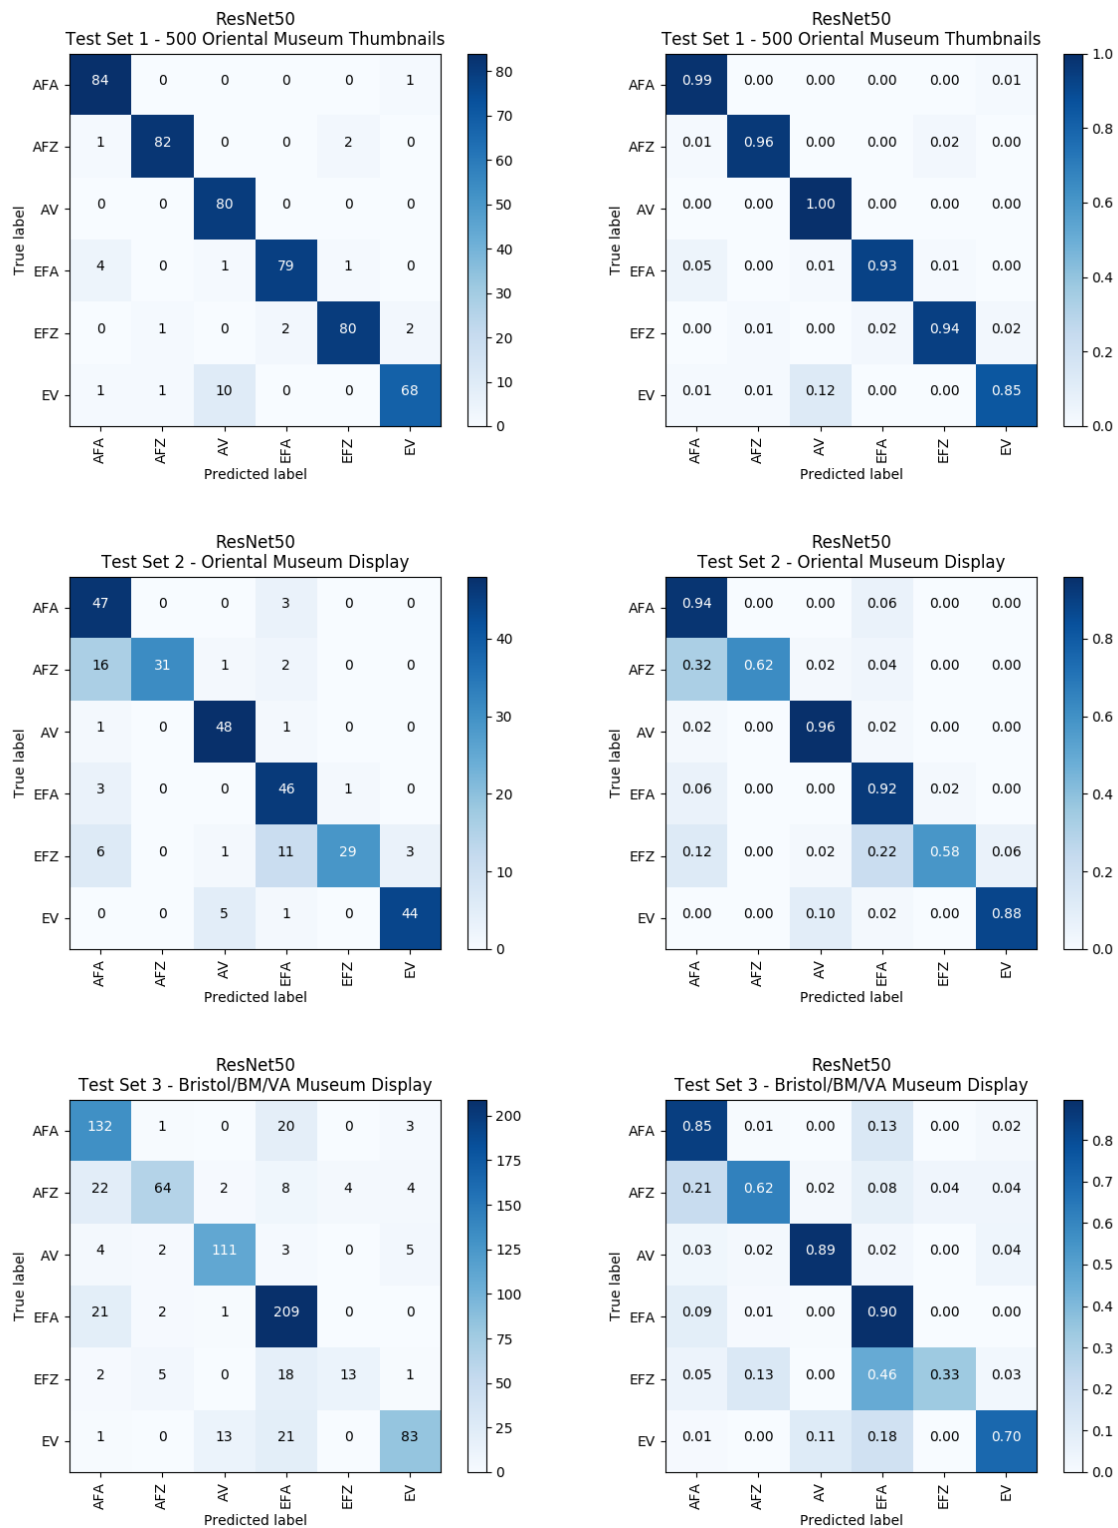 ResNet50
Test Set 1 - 500 Oriental Museum Thumbnails
True label
AFA 84 0 0 0 0 1
AFZ 1 82 0 0 2 0
AV 0 0 80 0 0 0
EFA 4 0 1 79 1 0
EFZ 0 1 0 2 80 2
EV 1 1 10 0 0 68
AFA AFZ AV EFA EFZ EV
Predicted label
80
70
60
50
40
30
20
10
0
ResNet50
Test Set 1 - 500 Oriental Museum Thumbnails
True label
AFA 0.99 0.00 0.00 0.00 0.00 0.01
AFZ 0.01 0.96 0.00 0.00 0.02 0.00
AV 0.00 0.00 1.00 0.00 0.00 0.00
EFA 0.05 0.00 0.01 0.93 0.01 0.00
EFZ 0.00 0.01 0.00 0.02 0.94 0.02
EV 0.01 0.01 0.12 0.00 0.00 0.85
AFA AFZ AV EFA EFZ EV
Predicted label
1.0
0.8
0.6
0.4
0.2
0.0
ResNet50
Test Set 2 - Oriental Museum Display
True label
AFA 47 0 0 3 0 0
AFZ 16 31 1 2 0 0
AV 1 0 48 1 0 0
EFA 3 0 0 46 1 0
EFZ 6 0 1 11 29 3
EV 0 0 5 1 0 44
AFA AFZ AV EFA EFZ EV
Predicted label
40
30
20
10
0
ResNet50
Test Set 2 - Oriental Museum Display
True label
AFA 0.94 0.00 0.00 0.06 0.00 0.00
AFZ 0.32 0.62 0.02 0.04 0.00 0.00
AV 0.02 0.00 0.96 0.02 0.00 0.00
EFA 0.06 0.00 0.00 0.92 0.02 0.00
EFZ 0.12 0.00 0.02 0.22 0.58 0.06
EV 0.00 0.00 0.10 0.02 0.00 0.88
AFA AFZ AV EFA EFZ EV
Predicted label
0.8
0.6
0.4
0.2
0.0
ResNet50
Test Set 3 - Bristol/BM/VA Museum Display
True label
AFA 132 1 0 20 0 3
AFZ 22 64 2 8 4 4
AV 4 2 111 3 0 5
EFA 21 2 1 209 0 0
EFZ 2 5 0 18 13 1
EV 1 0 13 21 0 83
AFA AFZ AV EFA EFZ EV
Predicted label
200
175
150
125
100
75
50
25
0
ResNet50
Test Set 3 - Bristol/BM/VA Museum Display
True label
AFA 0.85 0.01 0.00 0.13 0.00 0.02
AFZ 0.21 0.62 0.02 0.08 0.04 0.04
AV 0.03 0.02 0.89 0.02 0.00 0.04
EFA 0.09 0.01 0.00 0.90 0.00 0.00
EFZ 0.05 0.13 0.00 0.46 0.33 0.03
EV 0.01 0.00 0.11 0.18 0.00 0.70
AFA AFZ AV EFA EFZ EV
Predicted label
0.8
0.7
0.6
0.5
0.4
0.3
0.2
0.1
0.0